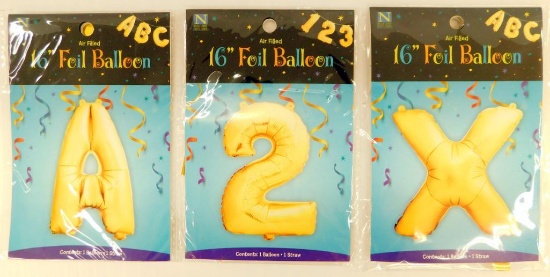 ABC
Air Filled
16" Foil Balloon
A
Contents: 1 Balloon • 1 Straw
N
123
Air Filled
16" Foil Balloon
2
Contents: 1 Balloon • 1 Straw
N
ABC
Air Filled
16" Foil Balloon
X
Contents: 1 Balloon • 1 Straw